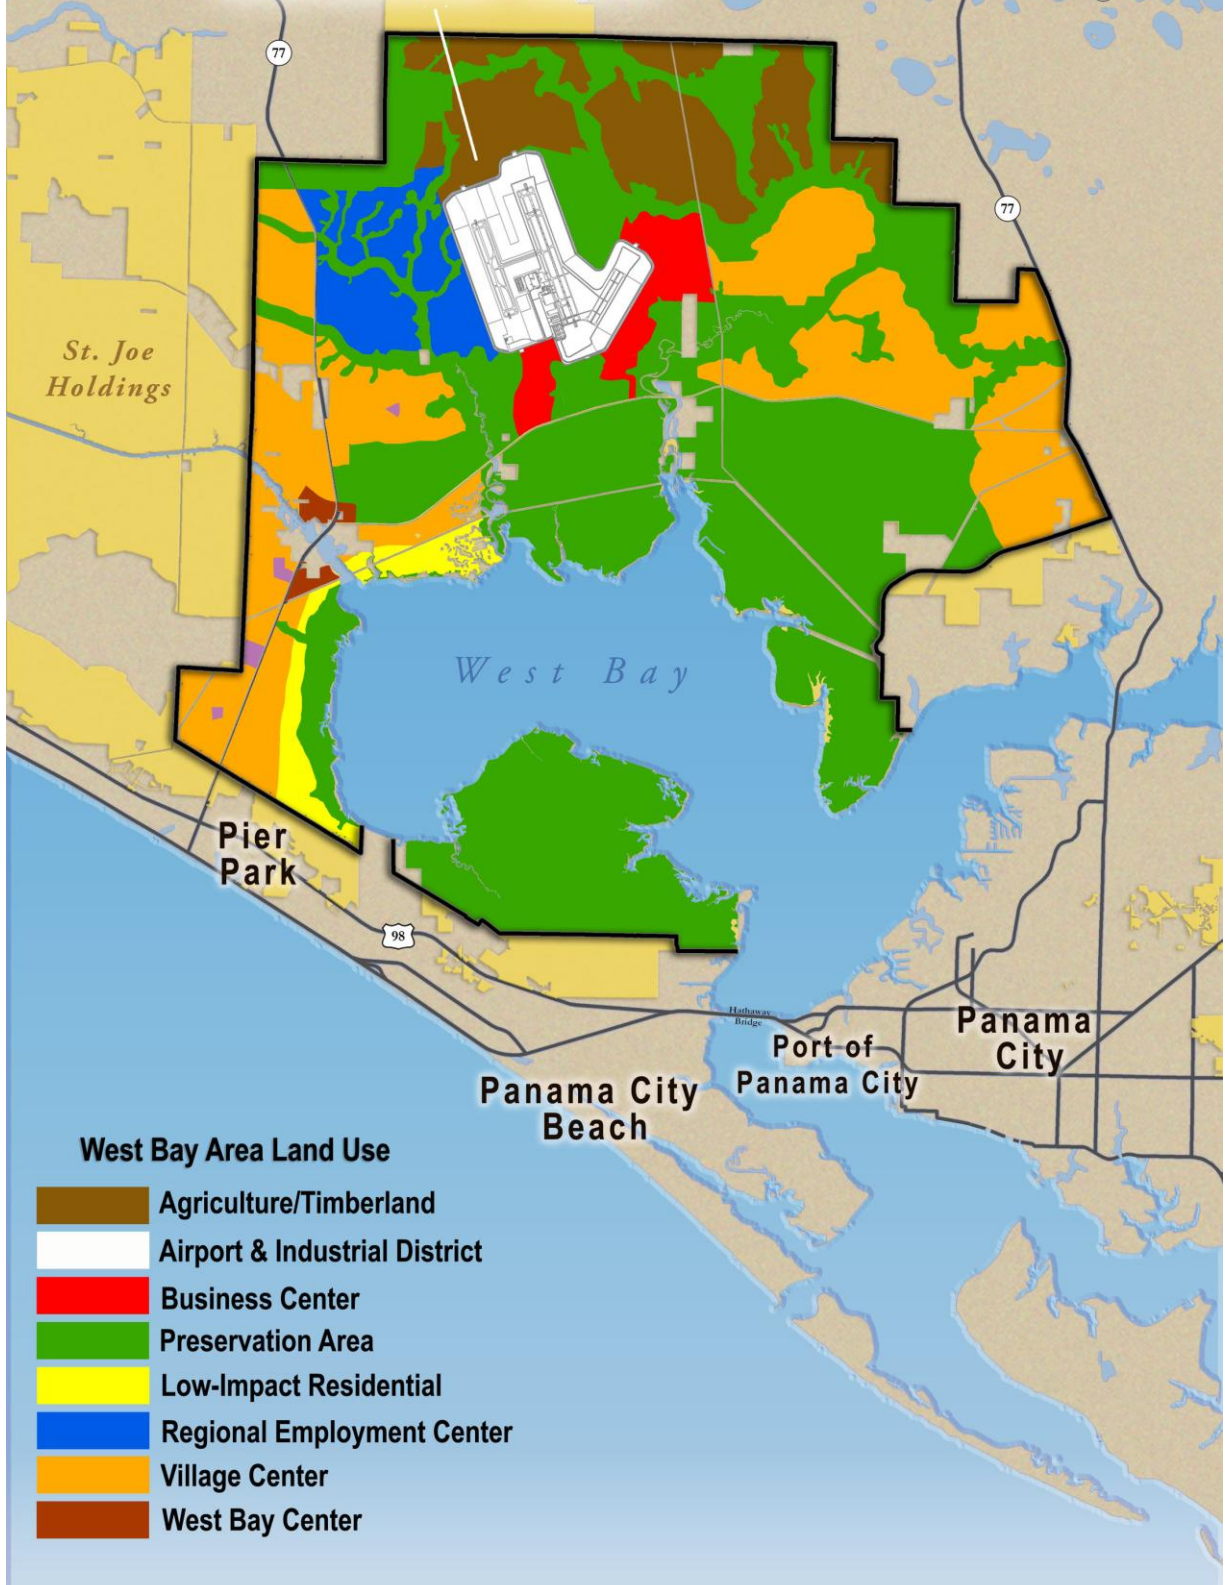 77
77
St. Joe
Holdings
West Bay
Pier
Park
98
Hathaway
Bridge
Panama
City
Port of
Panama City
Panama City
Beach
West Bay Area Land Use
Agriculture/Timberland
Airport & Industrial District
Business Center
Preservation Area
Low-Impact Residential
Regional Employment Center
Village Center
West Bay Center